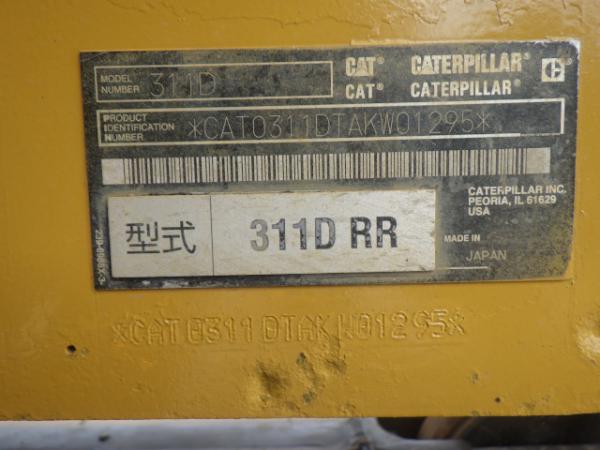 MODEL NUMBER 311D
CAT® CATERPILLAR® C
CAT® CATERPILLAR®
PRODUCT IDENTIFICATION NUMBER *CAT0311DTAKW01295*
CATERPILLAR INC.
PEORIA, IL 61629
USA
型式 311D RR
MADE IN
JAPAN
*CAT0311DTAKW01295*